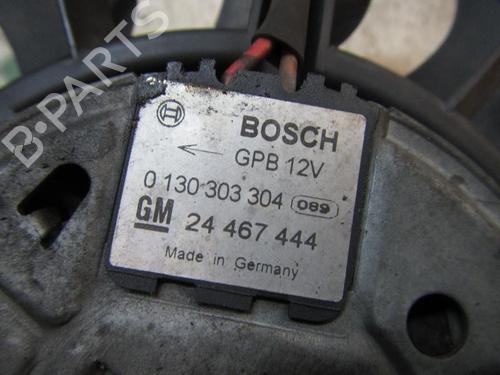 B-PARTS
BOSCH
GPB 12V
0 130 303 304 089
GM 24 467 444
Made in Germany